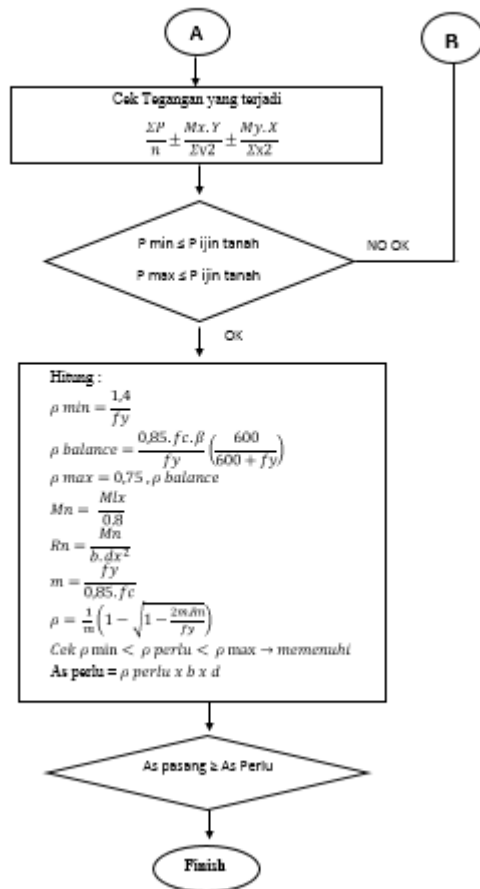 A
R
Cek Tegangan yang terjadi
ΣP/n ± Mx.Y/Σy2 ± My.X/Σx2
P min ≤ P ijin tanah
P max ≤ P ijin tanah
NO OK
OK
Hitung :
ρ min = 1,4/fy
ρ balance = 0,85.fc.β/fy (600/(600 + fy))
ρ max = 0,75 , ρ balance
Mn = Mlx/0.8
Rn = Mn/b.dx²
m = fy/0,85.fc
ρ = 1/m (1 − √(1 − 2m.Rn/fy))
Cek ρ min < ρ perlu < ρ max → memenuhi
As perlu = ρ perlu x b x d
As pasang ≥ As Perlu
Finish